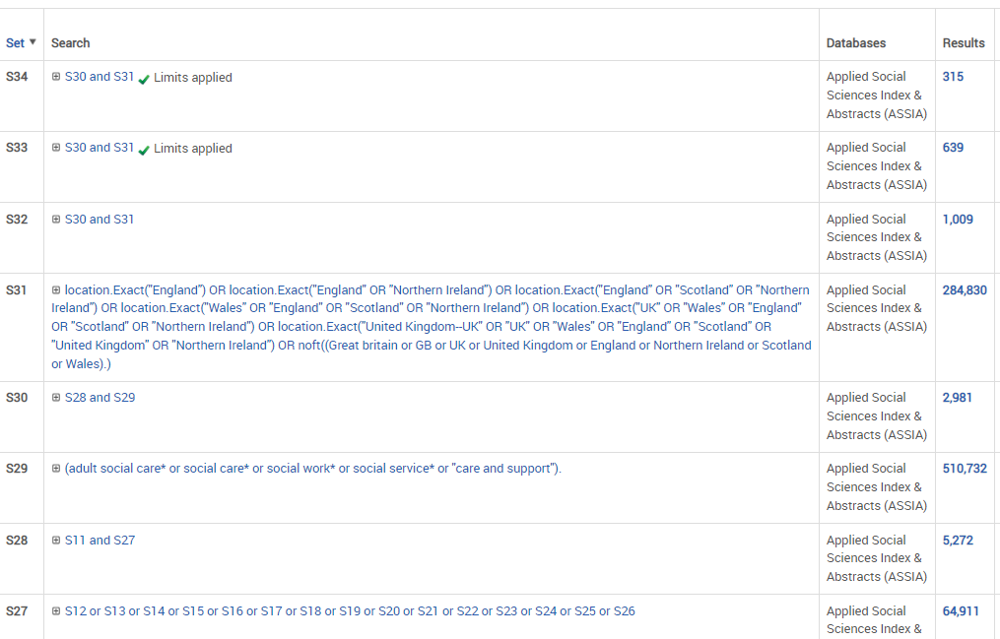 Set ▼ Search Databases Results
S34 S30 and S31 Limits applied Applied Social 315
Sciences Index &
Abstracts (ASSIA)
S33 S30 and S31 Limits applied Applied Social 639
Sciences Index &
Abstracts (ASSIA)
S32 S30 and S31 Applied Social 1,009
Sciences Index &
Abstracts (ASSIA)
S31 location.Exact("England") OR location.Exact("England" OR "Northern Ireland") OR location.Exact("England" OR "Scotland" OR "Northern Applied Social 284,830
Ireland") OR location.Exact("Wales" OR "England" OR "Scotland" OR "Northern Ireland") OR location.Exact("UK" OR "Wales" OR "England" Sciences Index &
OR "Scotland" OR "Northern Ireland") OR location.Exact("United Kingdom--UK" OR "UK" OR "Wales" OR "England" OR "Scotland" OR Abstracts (ASSIA)
"United Kingdom" OR "Northern Ireland") OR noft((Great britain or GB or UK or United Kingdom or England or Northern Ireland or Scotland
or Wales).)
S30 S28 and S29 Applied Social 2,981
Sciences Index &
Abstracts (ASSIA)
S29 (adult social care* or social care* or social work* or social service* or "care and support"). Applied Social 510,732
Sciences Index &
Abstracts (ASSIA)
S28 S11 and S27 Applied Social 5,272
Sciences Index &
Abstracts (ASSIA)
S27 S12 or S13 or S14 or S15 or S16 or S17 or S18 or S19 or S20 or S21 or S22 or S23 or S24 or S25 or S26 Applied Social 64,911
Sciences Index &